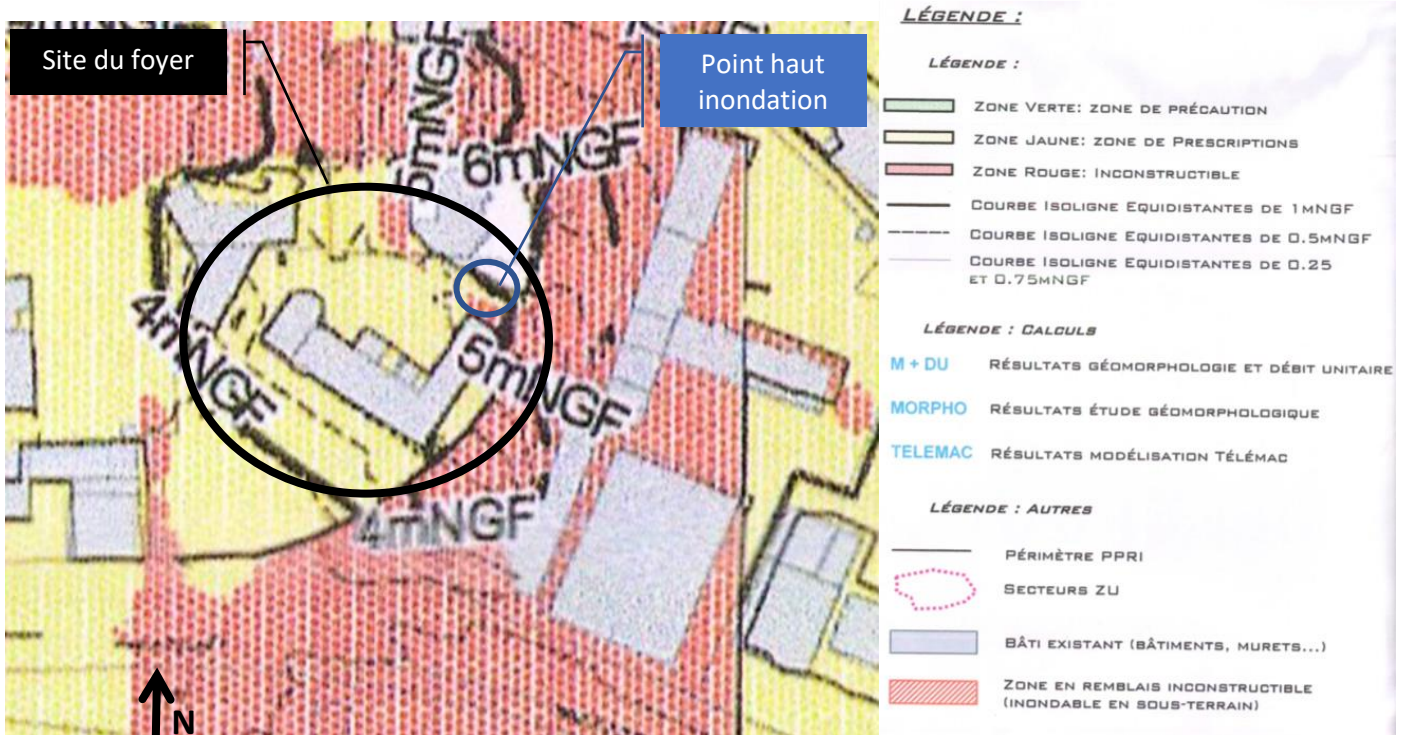 Site du foyer
Point haut
inondation
6mNGF
4mNGF
5mNGF
4mNGF
N
LÉGENDE :
LÉGENDE :
ZONE VERTE: ZONE DE PRÉCAUTION
ZONE JAUNE: ZONE DE PRESCRIPTIONS
ZONE ROUGE: INCONSTRUCTIBLE
COURBE ISOLIGNE EQUIDISTANTES DE 1MNGF
COURBE ISOLIGNE EQUIDISTANTES DE 0.5MNGF
COURBE ISOLIGNE EQUIDISTANTES DE 0.25
ET 0.75MNGF
LÉGENDE : CALCULS
M + DU RÉSULTATS GÉOMORPHOLOGIE ET DÉBIT UNITAIRE
MORPHO RÉSULTATS ÉTUDE GÉOMORPHOLOGIQUE
TELEMAC RÉSULTATS MODÉLISATION TÉLÉMAC
LÉGENDE : AUTRES
PÉRIMÈTRE PPRI
SECTEURS ZU
BÂTI EXISTANT (BÂTIMENTS, MURETS...)
ZONE EN REMBLAIS INCONSTRUCTIBLE
(INONDABLE EN SOUS-TERRAIN)